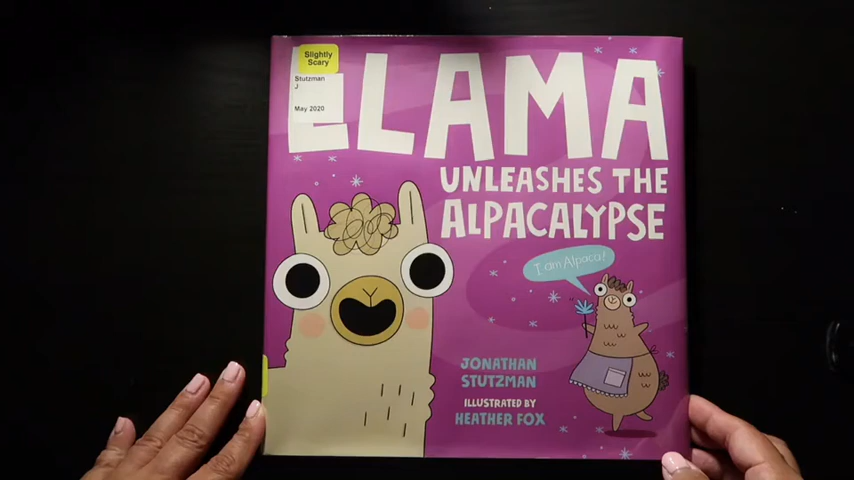 Slightly
Scary
Stutzman
J
May 2020
LLAMA
UNLEASHES THE
ALPACALYPSE
I am Alpaca!
JONATHAN
STUTZMAN
ILLUSTRATED BY
HEATHER FOX